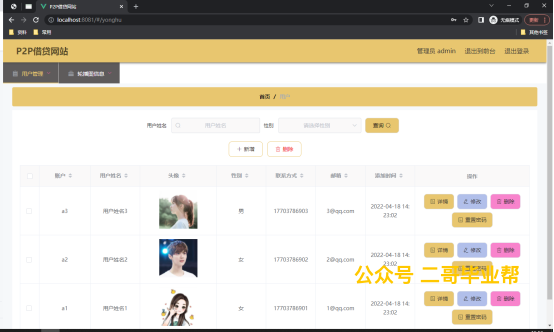 P2P借贷网站
localhost:8081/#/yonghu
无痕模式
更新
资料
常用
其他书签
P2P借贷网站
管理员 admin
退出到前台
退出登录
用户管理
轮播图信息
首页 / 用户
用户姓名 用户姓名 性别 请选择性别 查询
+ 新增 删除
账户 用户姓名 头像 性别 联系方式 邮箱 添加时间 操作
a3 用户姓名3 男 17703786903 3@qq.com 2022-04-18 14:23:02 详情 修改 删除 重置密码
a2 用户姓名2 女 17703786902 2@qq.com 2022-04-18 14:23:02 详情 修改 删除
a1 用户姓名1 女 17703786901 1@qq.com 2022-04-18 14:23:02 详情 修改 删除 重置密码
公众号 二哥毕业帮